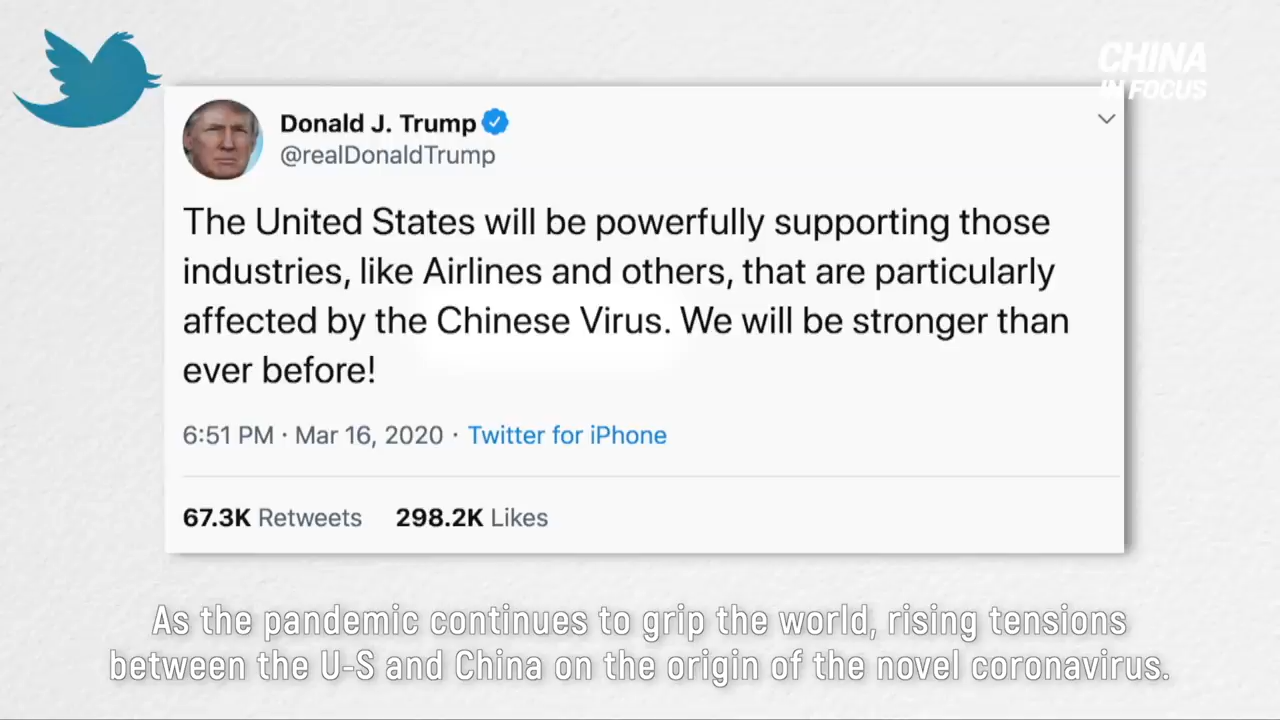 CHINA
IN FOCUS
Donald J. Trump
@realDonaldTrump
The United States will be powerfully supporting those
industries, like Airlines and others, that are particularly
affected by the Chinese Virus. We will be stronger than
ever before!
6:51 PM · Mar 16, 2020 · Twitter for iPhone
67.3K Retweets 298.2K Likes
As the pandemic continues to grip the world, rising tensions
between the U-S and China on the origin of the novel coronavirus.